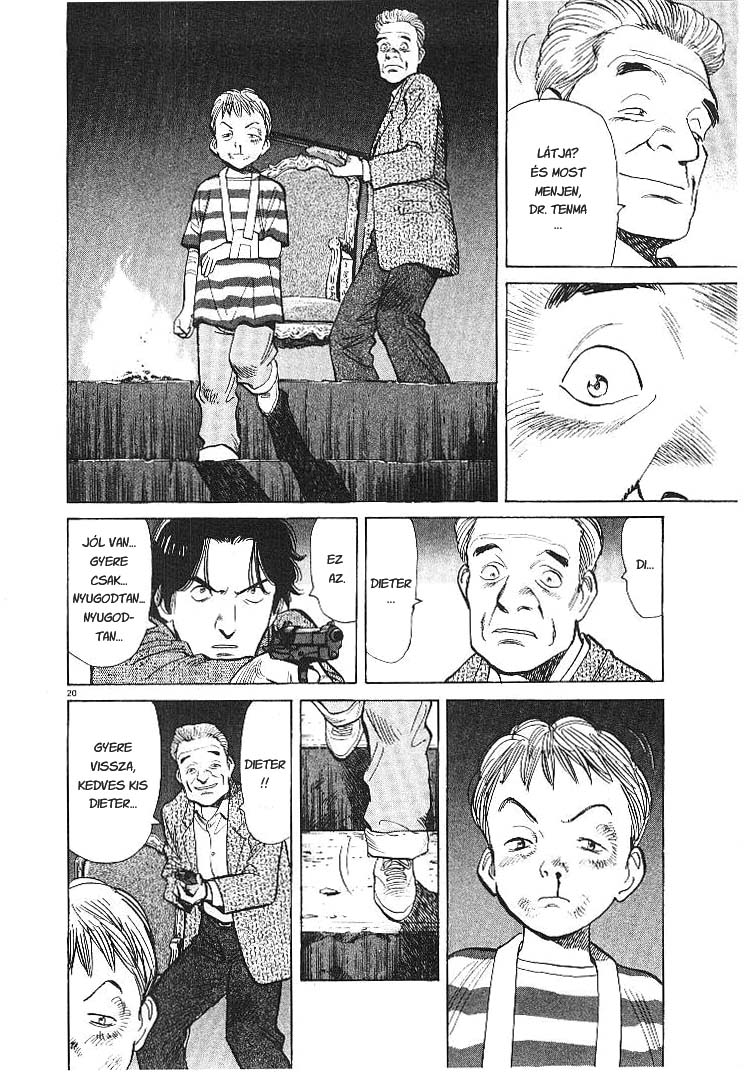 LÁTJA?
ÉS MOST
MENJEN,
DR. TENMA
...
JÓL VAN...
GYERE
CSAK...
NYUGODTAN...
NYUGOD-
TAN...
EZ
AZ.
DIETER
...
DI...
20
GYERE
VISSZA,
KEDVES KIS
DIETER...
DIETER
!!